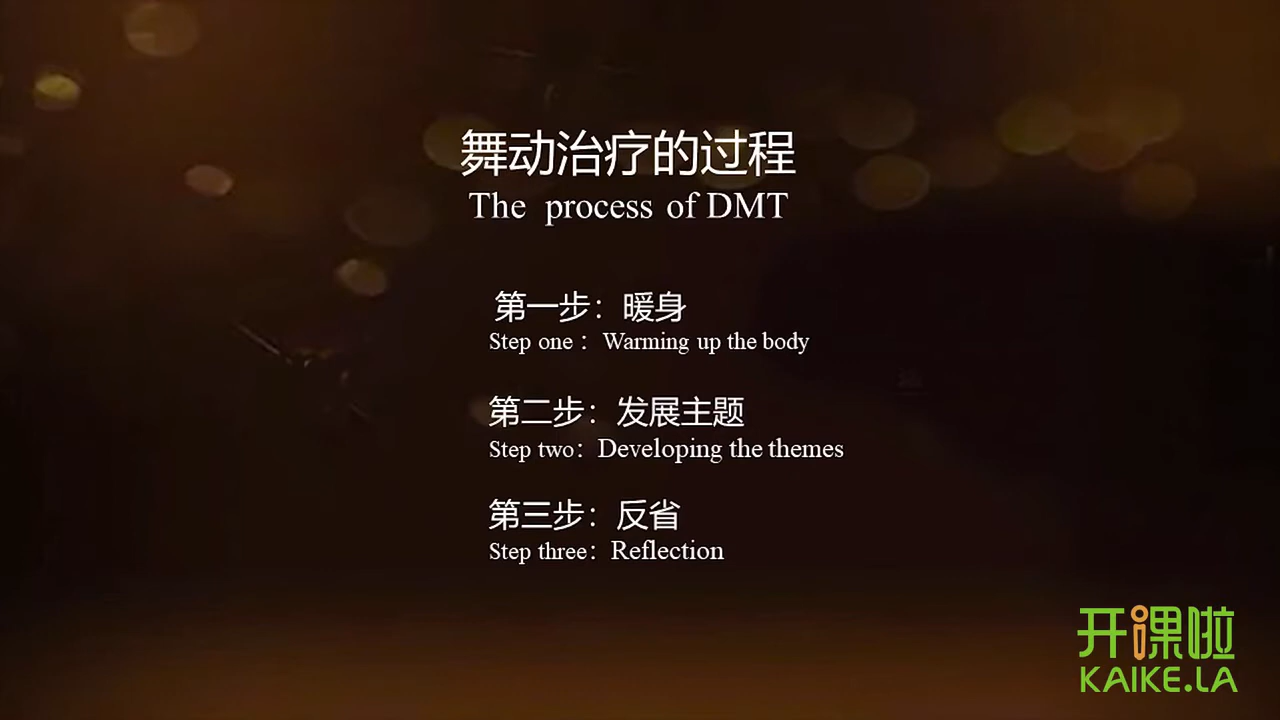 舞动治疗的过程
The process of DMT
第一步：暖身
Step one：Warming up the body
第二步：发展主题
Step two：Developing the themes
第三步：反省
Step three：Reflection
开课啦
KAIKE.LA